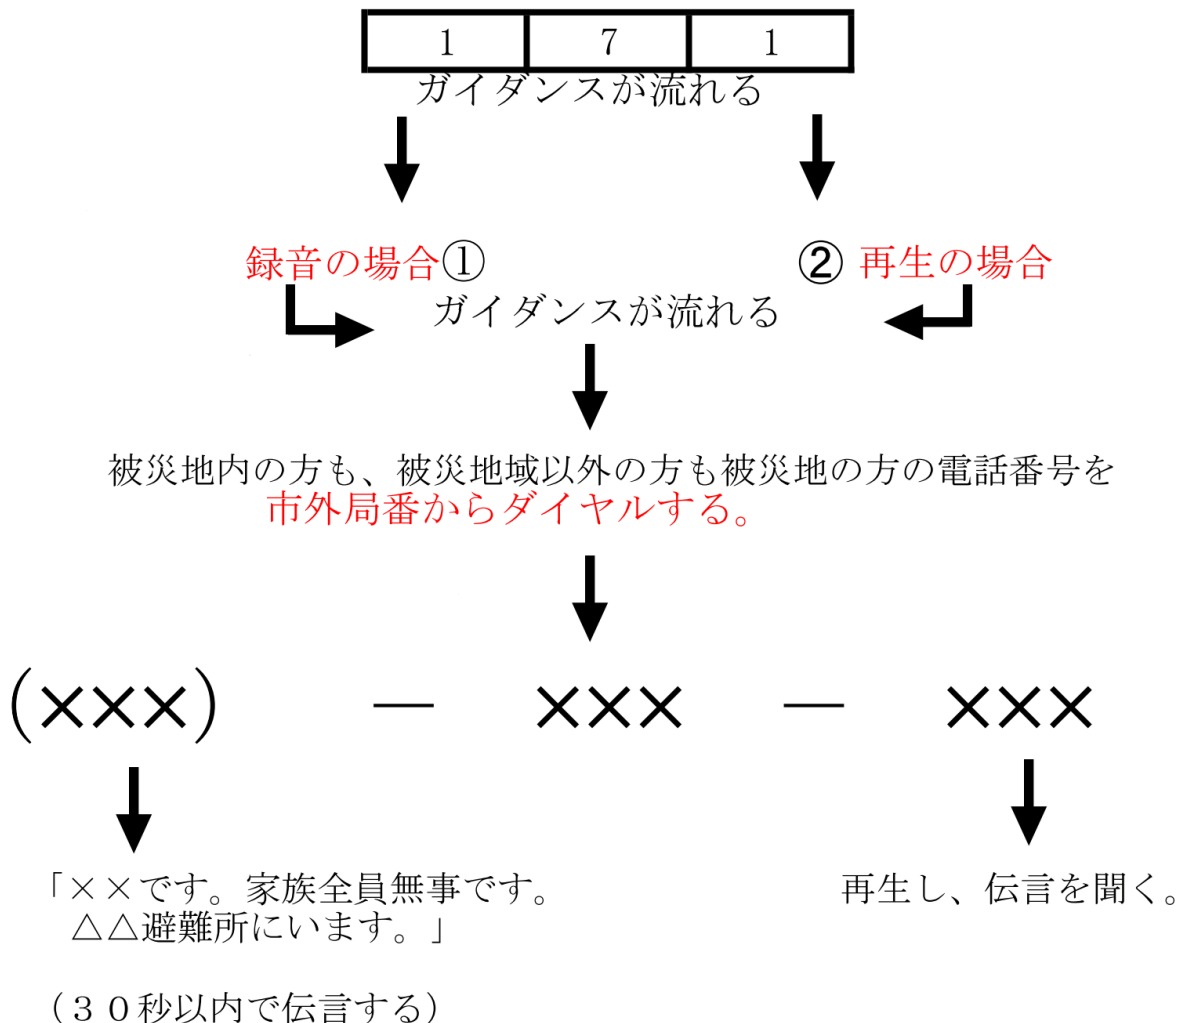 1 7 1
ガイダンスが流れる
録音の場合① ② 再生の場合
ガイダンスが流れる
被災地内の方も、被災地域以外の方も被災地の方の電話番号を
市外局番からダイヤルする。
(×××) — ××× — ×××
「××です。家族全員無事です。
△△避難所にいます。」
再生し、伝言を聞く。
(30秒以内で伝言する)